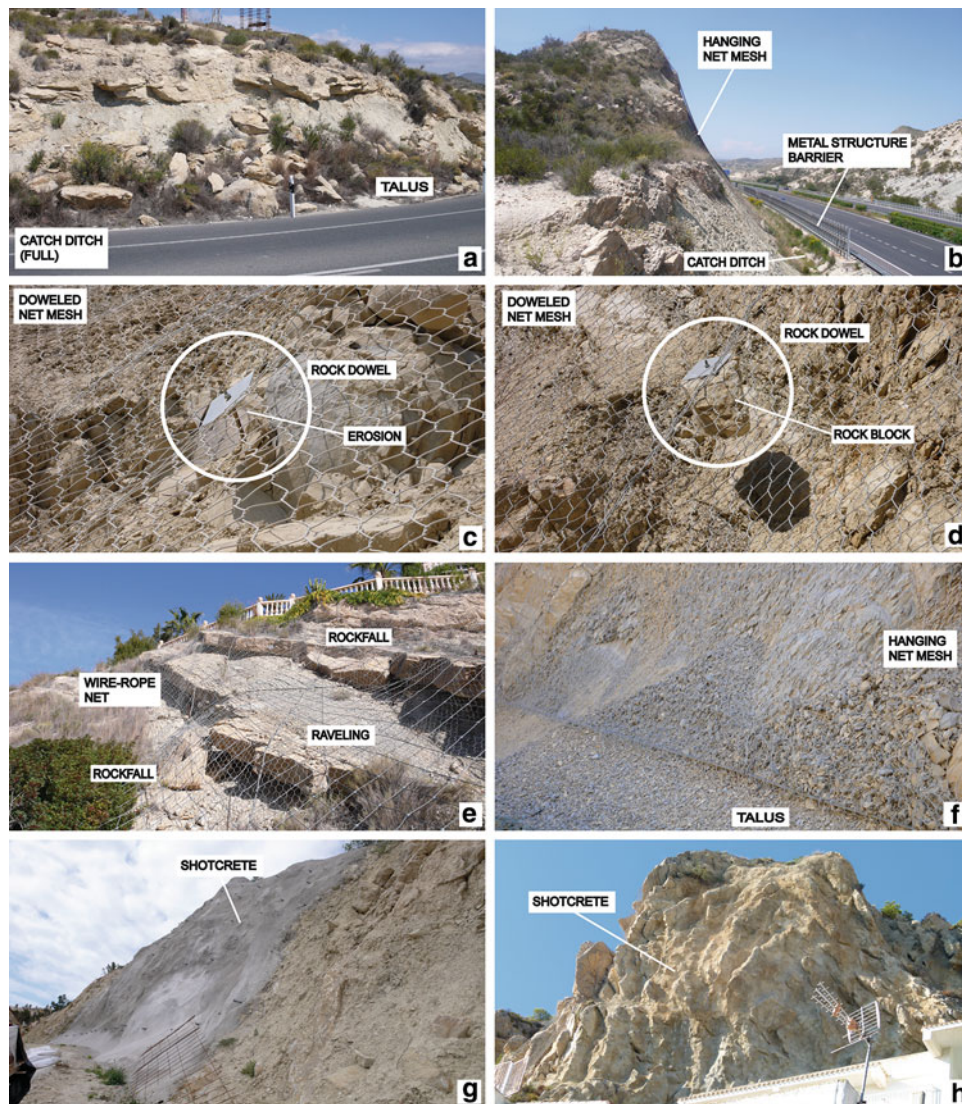 TALUS
CATCH DITCH
(FULL)
a
HANGING
NET MESH
METAL STRUCTURE
BARRIER
CATCH DITCH
b
DOWELED
NET MESH
ROCK DOWEL
EROSION
c
DOWELED
NET MESH
ROCK DOWEL
ROCK BLOCK
d
ROCKFALL
WIRE-ROPE
NET
RAVELING
ROCKFALL
e
HANGING
NET MESH
TALUS
f
SHOTCRETE
g
SHOTCRETE
h